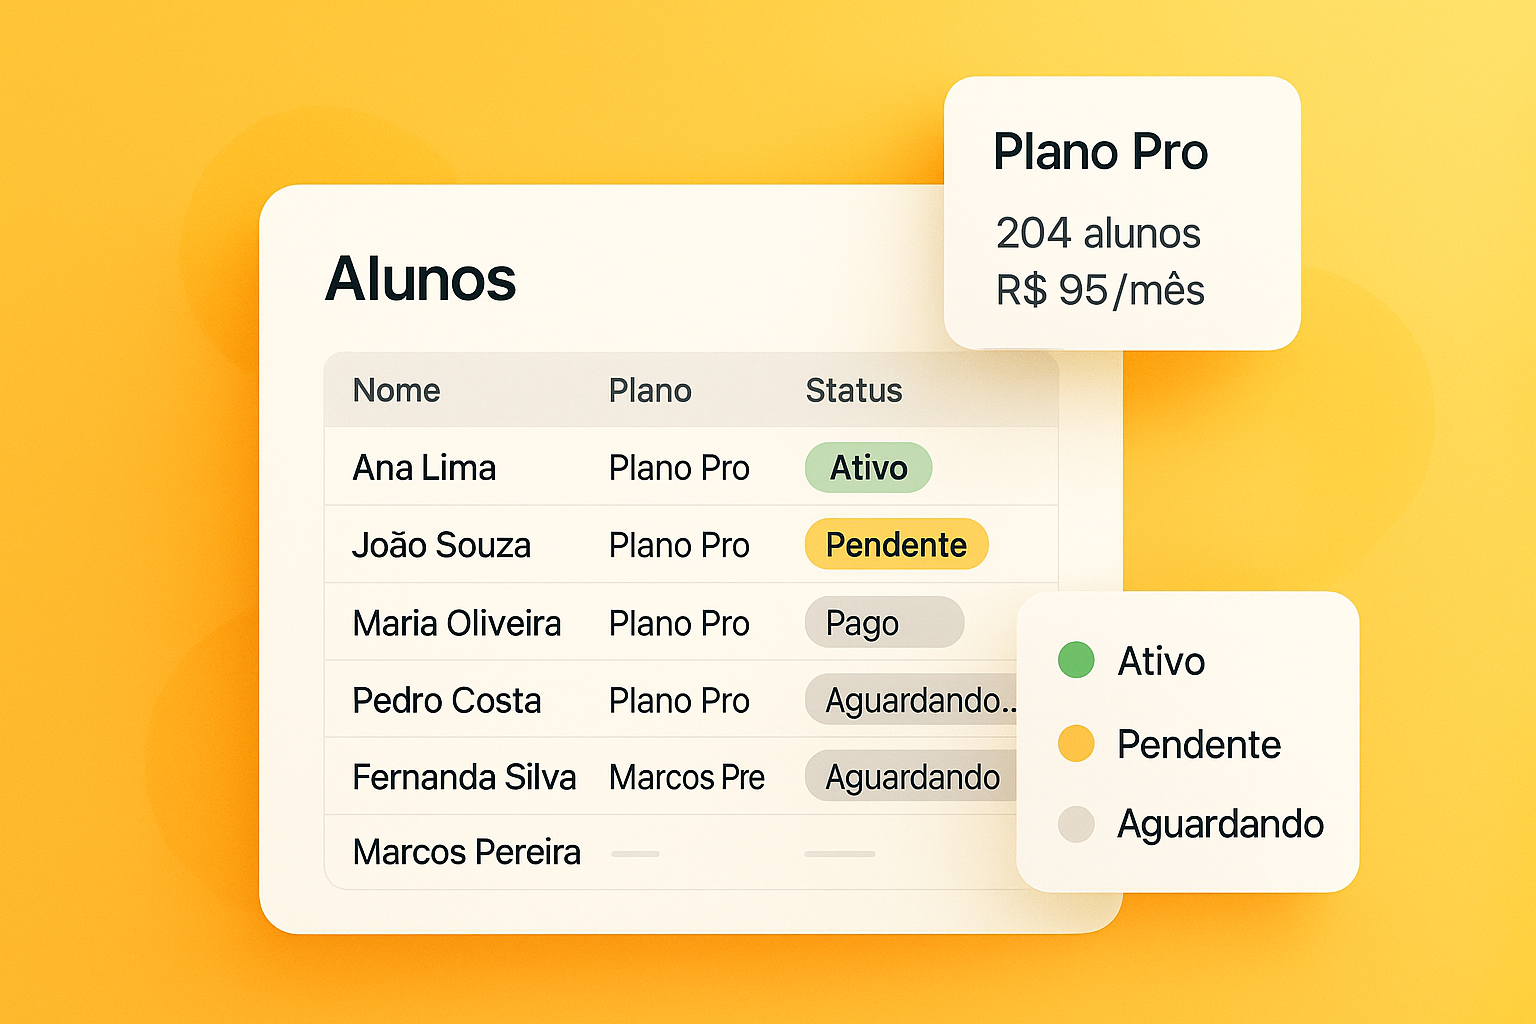 Plano Pro
204 alunos
R$ 95/mês
Alunos
Nome Plano Status
Ana Lima Plano Pro Ativo
João Souza Plano Pro Pendente
Maria Oliveira Plano Pro Pago
Pedro Costa Plano Pro Aguardando..
Fernanda Silva Marcos Pre Aguardando
Marcos Pereira
Ativo
Pendente
Aguardando